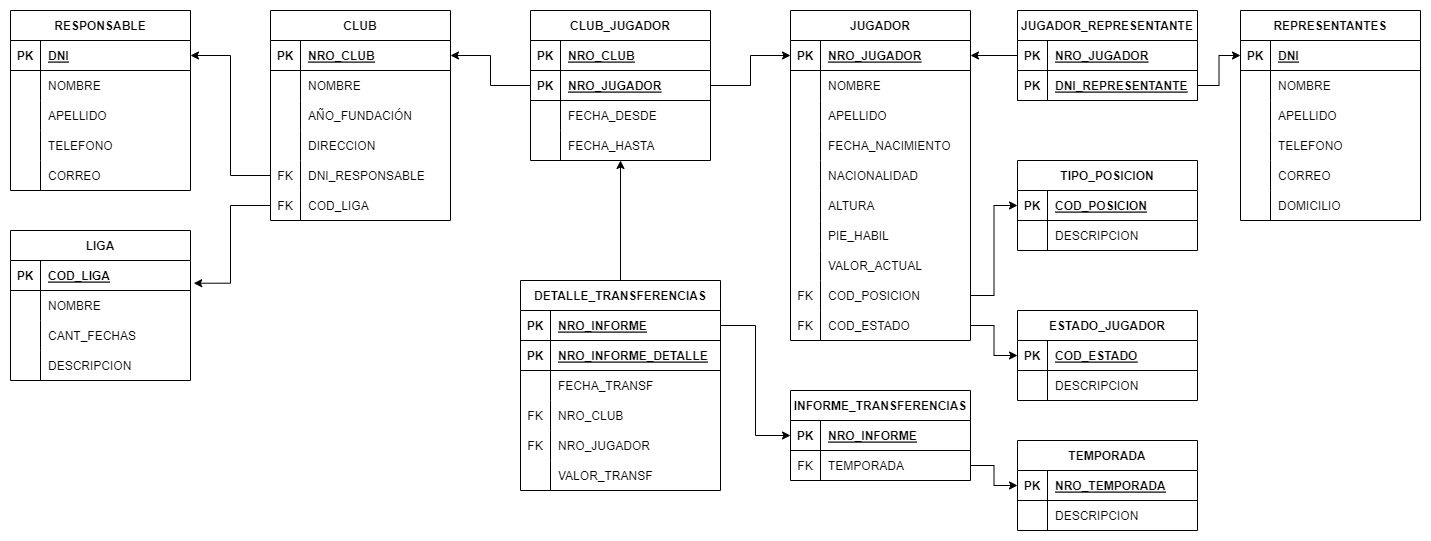 RESPONSABLE
PK DNI
NOMBRE
APELLIDO
TELEFONO
CORREO
CLUB
PK NRO_CLUB
NOMBRE
AÑO_FUNDACIÓN
DIRECCION
FK DNI_RESPONSABLE
FK COD_LIGA
CLUB_JUGADOR
PK NRO_CLUB
PK NRO_JUGADOR
FECHA_DESDE
FECHA_HASTA
JUGADOR
PK NRO_JUGADOR
NOMBRE
APELLIDO
FECHA_NACIMIENTO
NACIONALIDAD
ALTURA
PIE_HABIL
VALOR_ACTUAL
FK COD_POSICION
FK COD_ESTADO
JUGADOR_REPRESENTANTE
PK NRO_JUGADOR
PK DNI_REPRESENTANTE
REPRESENTANTES
PK DNI
NOMBRE
APELLIDO
TELEFONO
CORREO
DOMICILIO
TIPO_POSICION
PK COD_POSICION
DESCRIPCION
LIGA
PK COD_LIGA
NOMBRE
CANT_FECHAS
DESCRIPCION
DETALLE_TRANSFERENCIAS
PK NRO_INFORME
PK NRO_INFORME_DETALLE
FECHA_TRANSF
FK NRO_CLUB
FK NRO_JUGADOR
VALOR_TRANSF
ESTADO_JUGADOR
PK COD_ESTADO
DESCRIPCION
INFORME_TRANSFERENCIAS
PK NRO_INFORME
FK TEMPORADA
TEMPORADA
PK NRO_TEMPORADA
DESCRIPCION